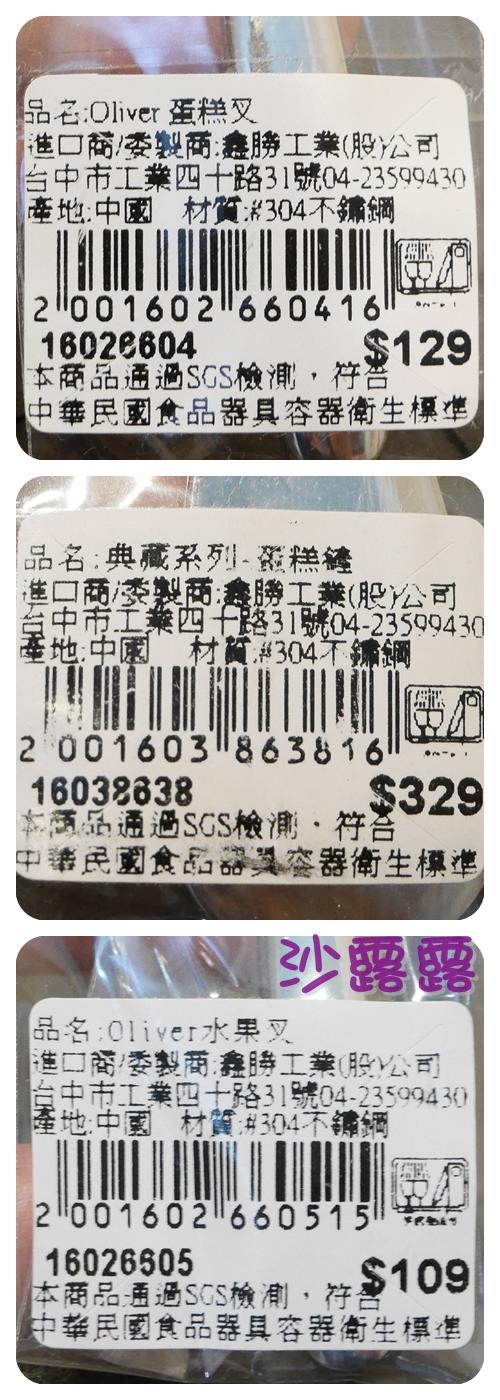 品名:Oliver 蛋糕叉
進口商/委製商:鑫勝工業(股)公司
台中市工業四十路31號04-23599430
產地:中國 材質:#304不鏽鋼
2 001602 660416
16026604 $129
本商品通過SGS檢測，符合
中華民國食品器具容器衛生標準
品名:典藏系列-蛋糕鏟
進口商/委製商:鑫勝工業(股)公司
台中市工業四十路31號04-23599430
產地:中國 材質:#304不鏽鋼
2 001603 863816
16038638 $329
本商品通過SGS檢測，符合
中華民國食品器具容器衛生標準
沙露露
品名:Oliver水果叉
進口商/委製商:鑫勝工業(股)公司
台中市工業四十路31號04-23599430
產地:中國 材質:#304不鏽鋼
2 001602 660515
16026605 $109
本商品通過SGS檢測，符合
中華民國食品器具容器衛生標準